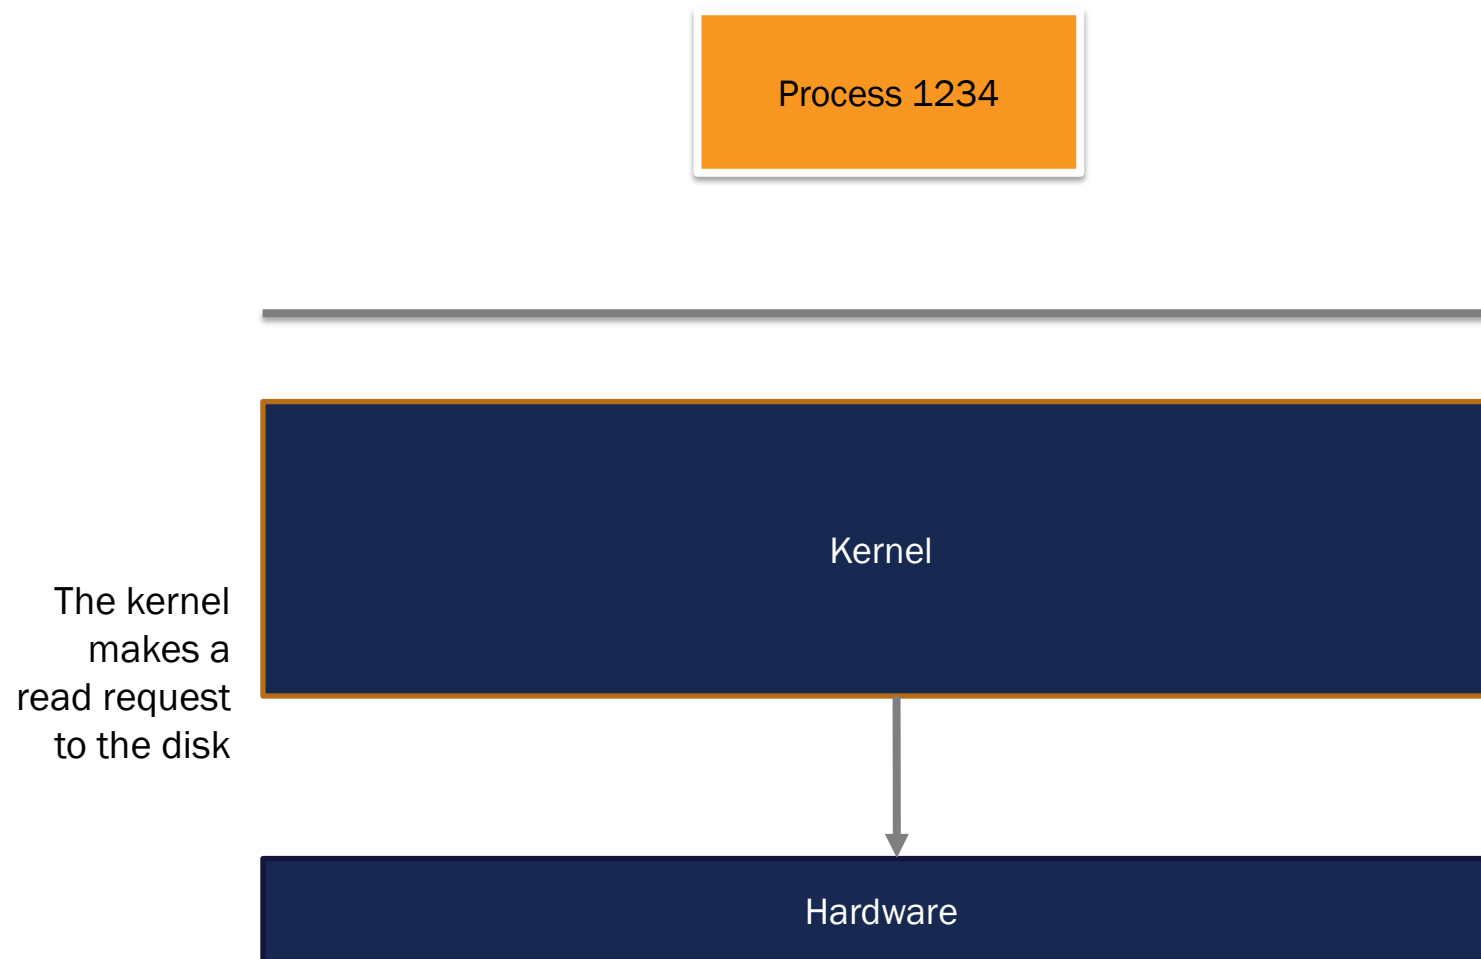 Process 1234
Kernel
The kernel
makes a
read request
to the disk
Hardware